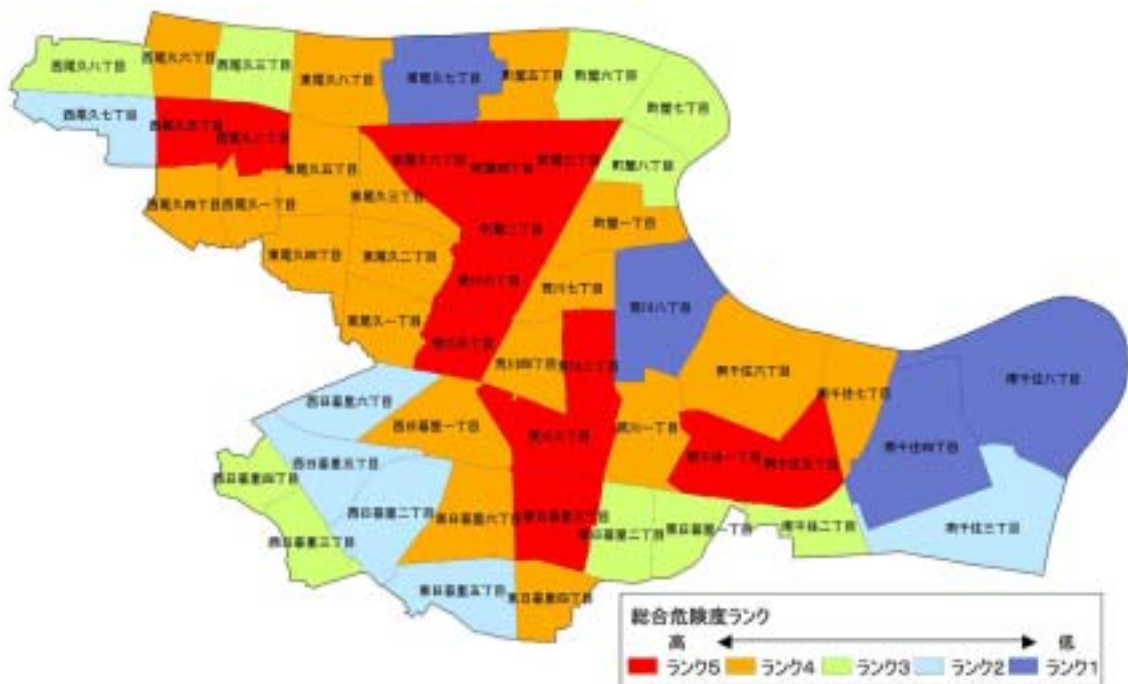 西尾久八丁目
西尾久六丁目
西尾久三丁目
東尾久八丁目
東尾久七丁目
町屋五丁目
町屋六丁目
町屋七丁目
西尾久七丁目
西尾久五丁目
西尾久二丁目
東尾久五丁目
東尾久六丁目
町屋四丁目
町屋三丁目
町屋八丁目
西尾久四丁目
西尾久一丁目
東尾久三丁目
町屋二丁目
町屋一丁目
東尾久四丁目
東尾久二丁目
荒川六丁目
荒川七丁目
荒川八丁目
東尾久一丁目
荒川五丁目
荒川四丁目
荒川二丁目
南千住六丁目
南千住七丁目
南千住八丁目
西日暮里六丁目
西日暮里一丁目
荒川三丁目
荒川一丁目
南千住一丁目
南千住五丁目
南千住四丁目
西日暮里五丁目
西日暮里四丁目
西日暮里二丁目
東日暮里六丁目
東日暮里三丁目
東日暮里二丁目
東日暮里一丁目
南千住二丁目
南千住三丁目
西日暮里三丁目
東日暮里五丁目
東日暮里四丁目
総合危険度ランク
高 低
ランク5 ランク4 ランク3 ランク2 ランク1